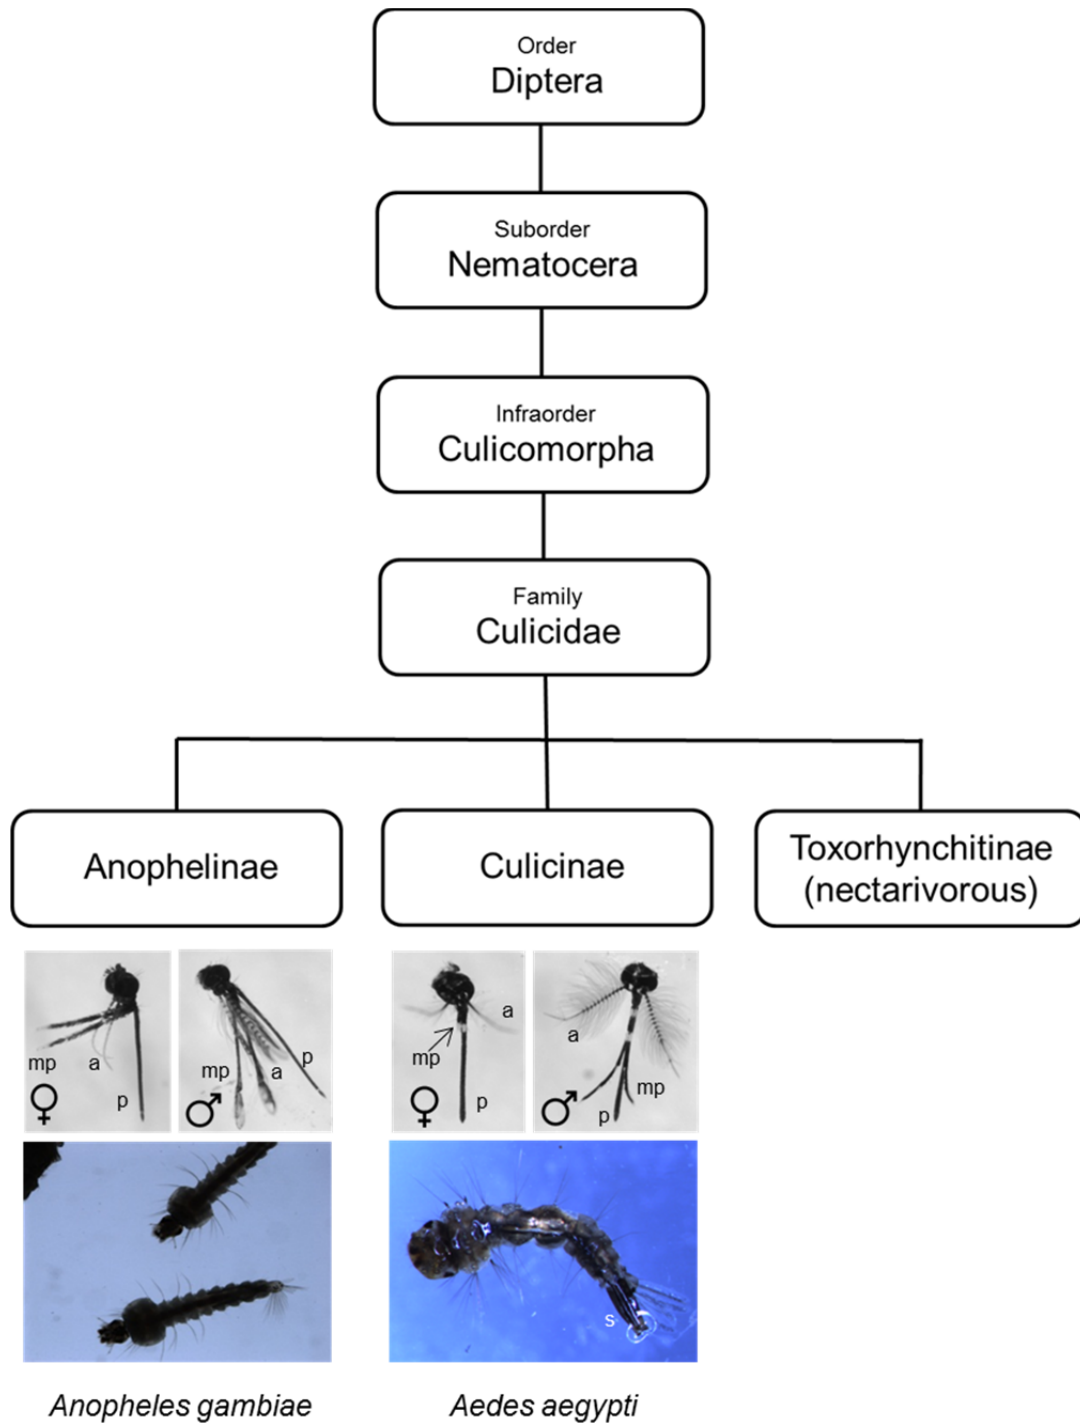 Order
Diptera
Suborder
Nematocera
Infraorder
Culicomorpha
Family
Culicidae
Anophelinae
Culicinae
Toxorhynchitinae
(nectarivorous)
mp
a
p
♀
mp
a
p
♂
a
mp
p
♀
a
mp
p
♂
s
Anopheles gambiae
Aedes aegypti